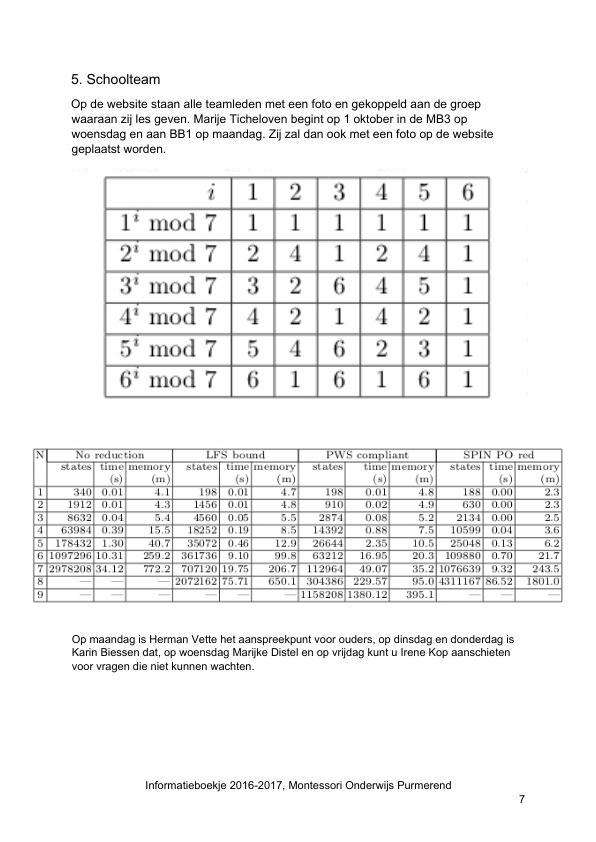 5. Schoolteam
Op de website staan alle teamleden met een foto en gekoppeld aan de groep
waaraan zij les geven. Marije Ticheloven begint op 1 oktober in de MB3 op
woensdag en aan BB1 op maandag. Zij zal dan ook met een foto op de website
geplaatst worden.
i 1 2 3 4 5 6
1^i mod 7 1 1 1 1 1 1
2^i mod 7 2 4 1 2 4 1
3^i mod 7 3 2 6 4 5 1
4^i mod 7 4 2 1 4 2 1
5^i mod 7 5 4 6 2 3 1
6^i mod 7 6 1 6 1 6 1
N No reduction LFS bound PWS compliant SPIN PO red
states time memory states time memory states time memory states time memory
(s) (m) (s) (m) (s) (m) (s) (m)
1 340 0.01 4.1 198 0.01 4.7 198 0.01 4.8 188 0.00 2.3
2 1912 0.01 4.3 1456 0.01 4.8 910 0.02 4.9 630 0.00 2.3
3 8632 0.04 5.4 4560 0.05 5.5 2874 0.08 5.2 2134 0.00 2.5
4 63984 0.39 15.5 18252 0.19 8.5 14392 0.88 7.5 10599 0.04 3.6
5 178432 1.30 40.7 35072 0.46 12.9 26644 2.35 10.5 25048 0.13 6.2
6 1097296 10.31 259.2 361736 9.10 99.8 63212 16.95 20.3 109880 0.70 21.7
7 2978208 34.12 772.2 707120 19.75 206.7 112964 49.07 35.2 1076639 9.32 243.5
8 — — — 2072162 75.71 650.1 304386 229.57 95.0 4311167 86.52 1801.0
9 — — — — — — 1158208 1380.12 395.1 — — —
Op maandag is Herman Vette het aanspreekpunt voor ouders, op dinsdag en donderdag is
Karin Biessen dat, op woensdag Marijke Distel en op vrijdag kunt u Irene Kop aanschieten
voor vragen die niet kunnen wachten.
Informatieboekje 2016-2017, Montessori Onderwijs Purmerend
7